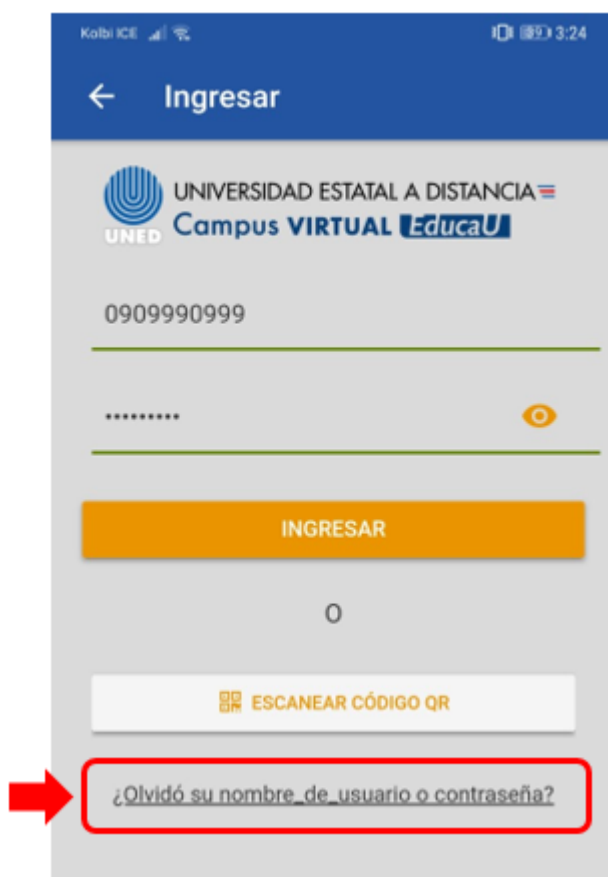 Kolbi ICE 89 3:24
Ingresar
UNIVERSIDAD ESTATAL A DISTANCIA
UNED Campus VIRTUAL EducaU
0909990999
•••••••••
INGRESAR
O
ESCANEAR CÓDIGO QR
¿Olvidó su nombre_de_usuario o contraseña?